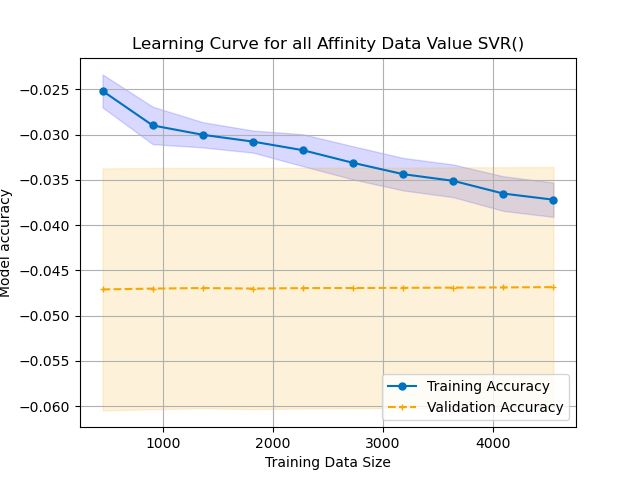 Learning Curve for all Affinity Data Value SVR()
Model accuracy
−0.025
−0.030
−0.035
−0.040
−0.045
−0.050
−0.055
−0.060
Training Accuracy
Validation Accuracy
1000 2000 3000 4000
Training Data Size